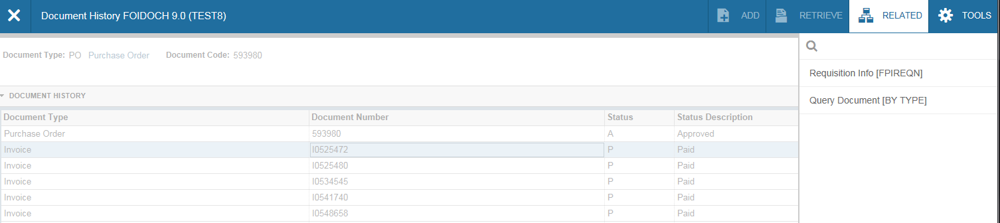 Document History FOIDOCH 9.0 (TEST8) ADD RETRIEVE RELATED TOOLS
Document Type: PO Purchase Order Document Code: 593980
Requisition Info [FPIREQN]
DOCUMENT HISTORY
Query Document [BY TYPE]
Document Type Document Number Status Status Description
Purchase Order 593980 A Approved
Invoice I0525472 P Paid
Invoice I0525480 P Paid
Invoice I0534545 P Paid
Invoice I0541740 P Paid
Invoice I0548658 P Paid